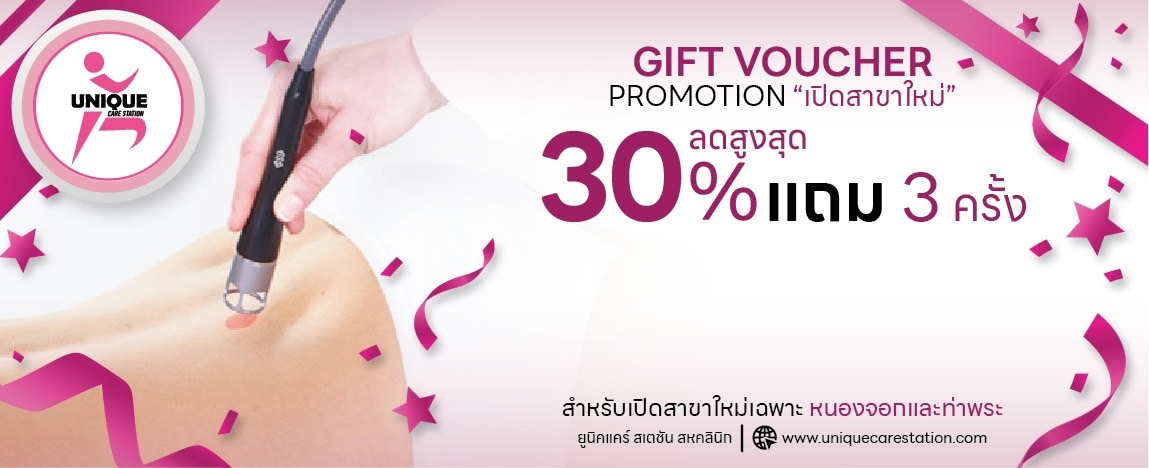 UNIQUE
CARE STATION
GIFT VOUCHER
PROMOTION “เปิดสาขาใหม่”
ลดสูงสุด
30% แถม 3 ครั้ง
สำหรับเปิดสาขาใหม่เฉพาะ หนองจอกและท่าพระ
ยูนิคแคร์ สเตชัน สหคลินิก | www.uniquecarestation.com